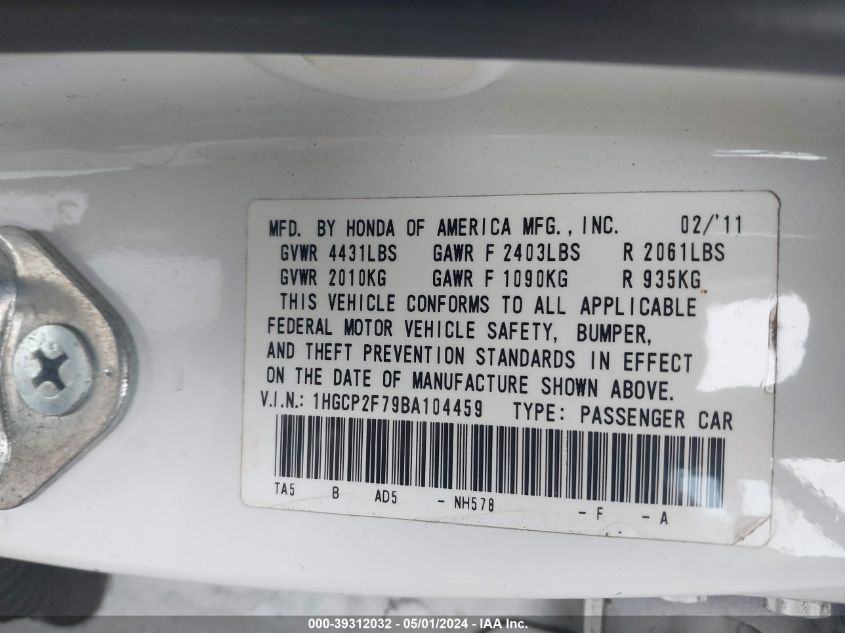 MFD. BY HONDA OF AMERICA MFG., INC. 02/'11
GVWR 4431LBS GAWR F 2403LBS R 2061LBS
GVWR 2010KG GAWR F 1090KG R 935KG
THIS VEHICLE CONFORMS TO ALL APPLICABLE
FEDERAL MOTOR VEHICLE SAFETY, BUMPER,
AND THEFT PREVENTION STANDARDS IN EFFECT
ON THE DATE OF MANUFACTURE SHOWN ABOVE.
V.I.N.: 1HGCP2F79BA104459 TYPE: PASSENGER CAR
TA5 B AD5 - NH578 - F - A
000-39312032 - 05/01/2024 - IAA Inc.